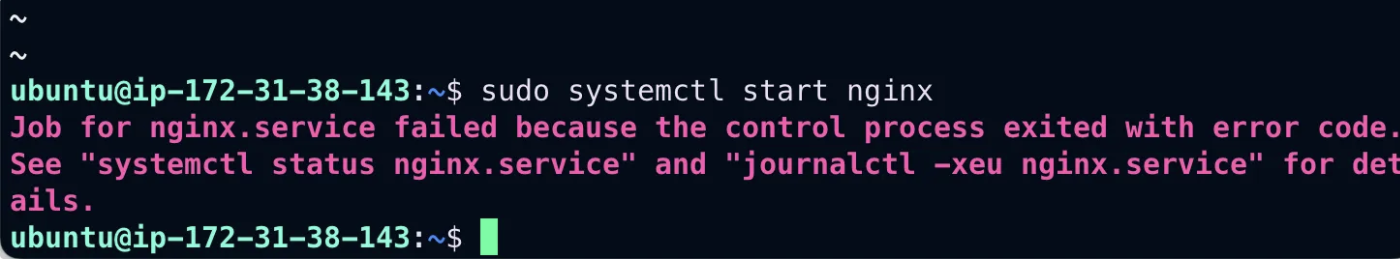 ~
~
ubuntu@ip-172-31-38-143:~$ sudo systemctl start nginx
Job for nginx.service failed because the control process exited with error code.
See "systemctl status nginx.service" and "journalctl -xeu nginx.service" for det
ails.
ubuntu@ip-172-31-38-143:~$